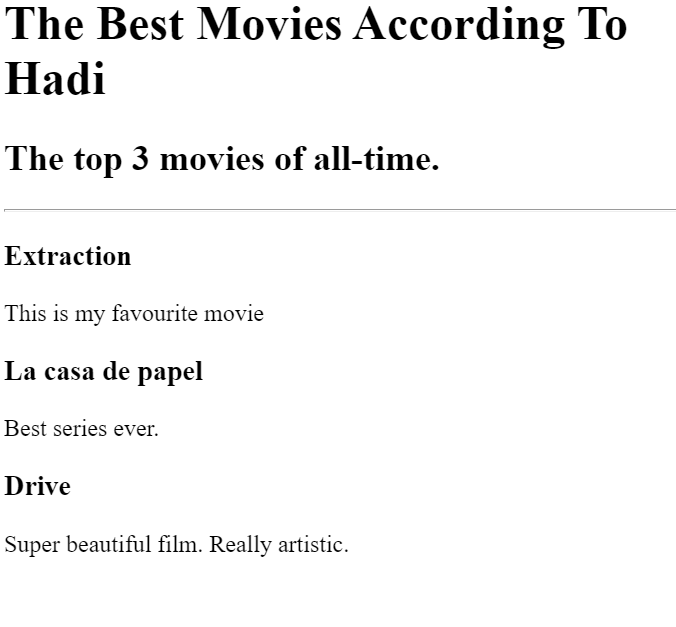 The Best Movies According To
Hadi
The top 3 movies of all-time.
Extraction
This is my favourite movie
La casa de papel
Best series ever.
Drive
Super beautiful film. Really artistic.